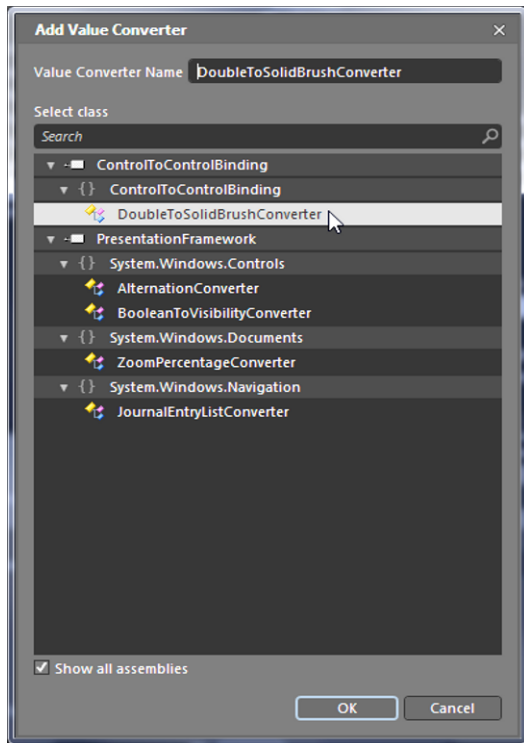 Add Value Converter
Value Converter Name DoubleToSolidBrushConverter
Select class
Search
ControlToControlBinding
{} ControlToControlBinding
DoubleToSolidBrushConverter
PresentationFramework
{} System.Windows.Controls
AlternationConverter
BooleanToVisibilityConverter
{} System.Windows.Documents
ZoomPercentageConverter
{} System.Windows.Navigation
JournalEntryListConverter
Show all assemblies
OK Cancel